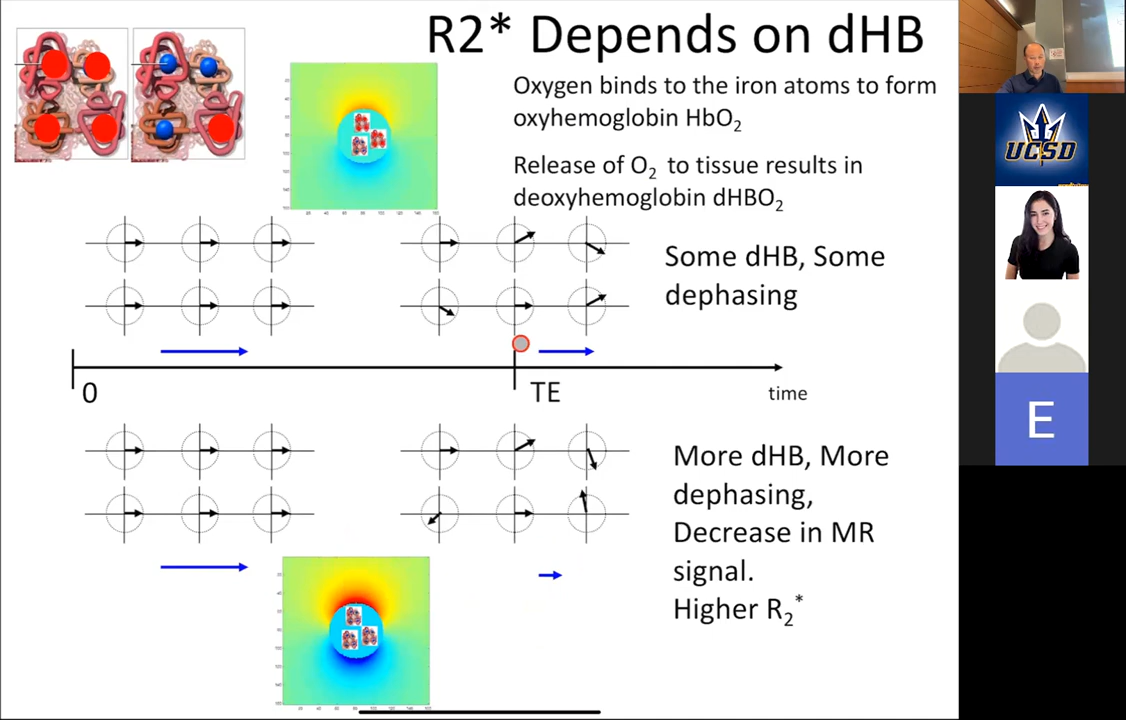 R2* Depends on dHB
Oxygen binds to the iron atoms to form
oxyhemoglobin HbO₂
Release of O₂ to tissue results in
deoxyhemoglobin dHBO₂
Some dHB, Some
dephasing
0
TE
time
More dHB, More
dephasing,
Decrease in MR
signal.
Higher R₂*
UCSD
E